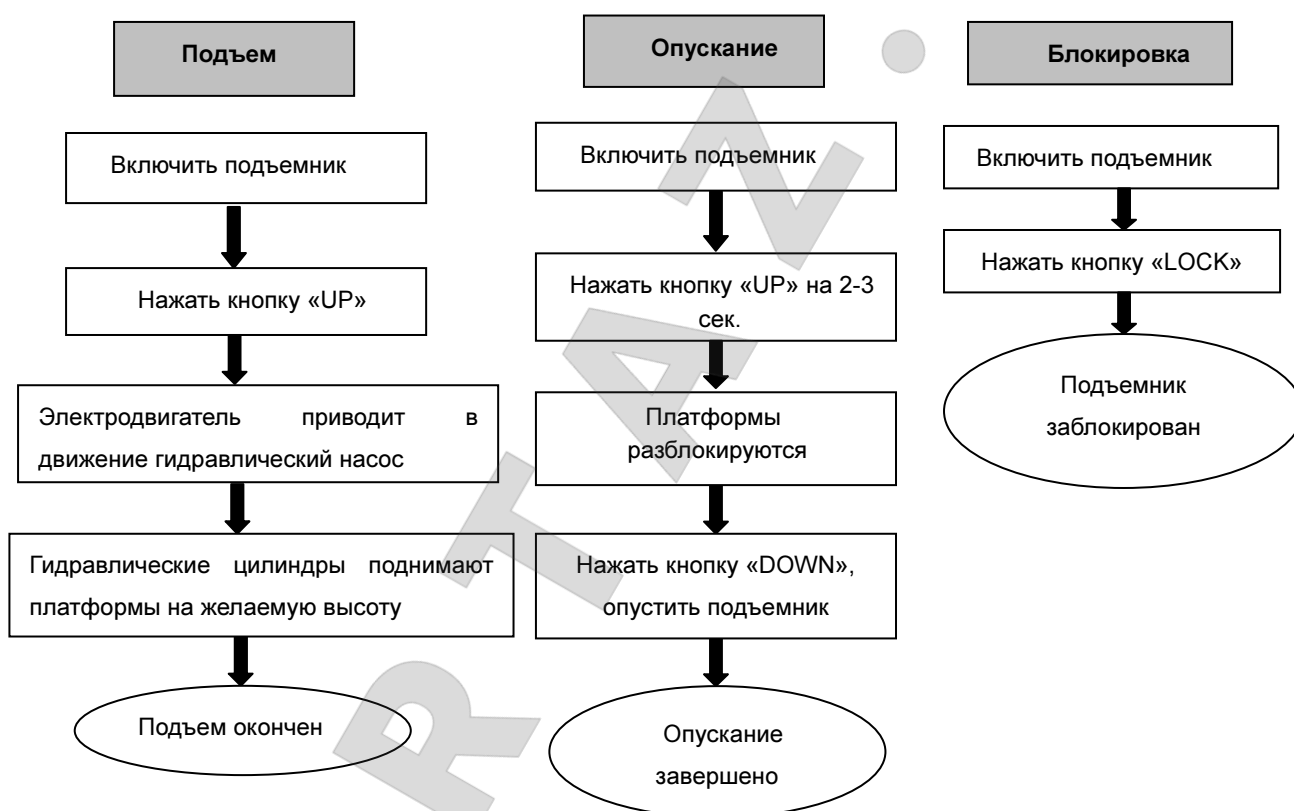 Подъем
Включить подъемник
Нажать кнопку «UP»
Электродвигатель приводит в
движение гидравлический насос
Гидравлические цилиндры поднимают
платформы на желаемую высоту
Подъем окончен
Опускание
Включить подъемник
Нажать кнопку «UP» на 2-3
сек.
Платформы
разблокируются
Нажать кнопку «DOWN»,
опустить подъемник
Опускание
завершено
Блокировка
Включить подъемник
Нажать кнопку «LOCK»
Подъемник
заблокирован
RTAZ.